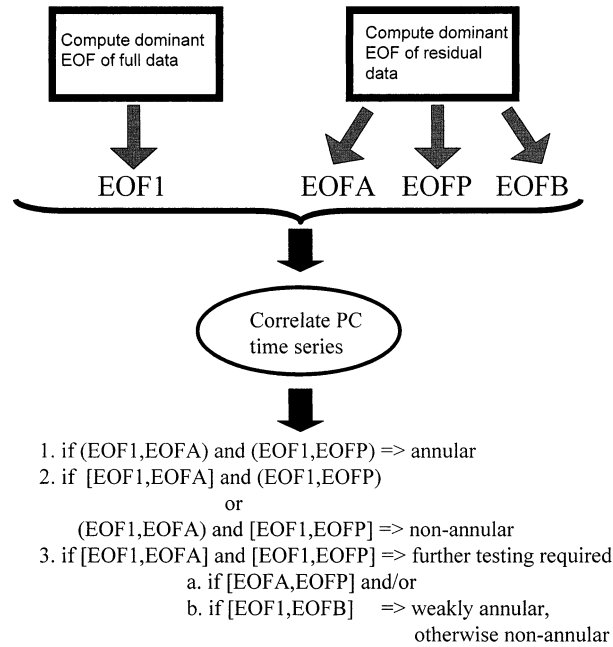 Compute dominant
EOF of full data
Compute dominant
EOF of residual
data
EOF1
EOFA
EOFP
EOFB
Correlate PC
time series
1. if (EOF1,EOFA) and (EOF1,EOFP) => annular
2. if [EOF1,EOFA] and (EOF1,EOFP)
or
(EOF1,EOFA) and [EOF1,EOFP] => non-annular
3. if [EOF1,EOFA] and [EOF1,EOFP] => further testing required
a. if [EOFA,EOFP] and/or
b. if [EOF1,EOFB] => weakly annular,
otherwise non-annular